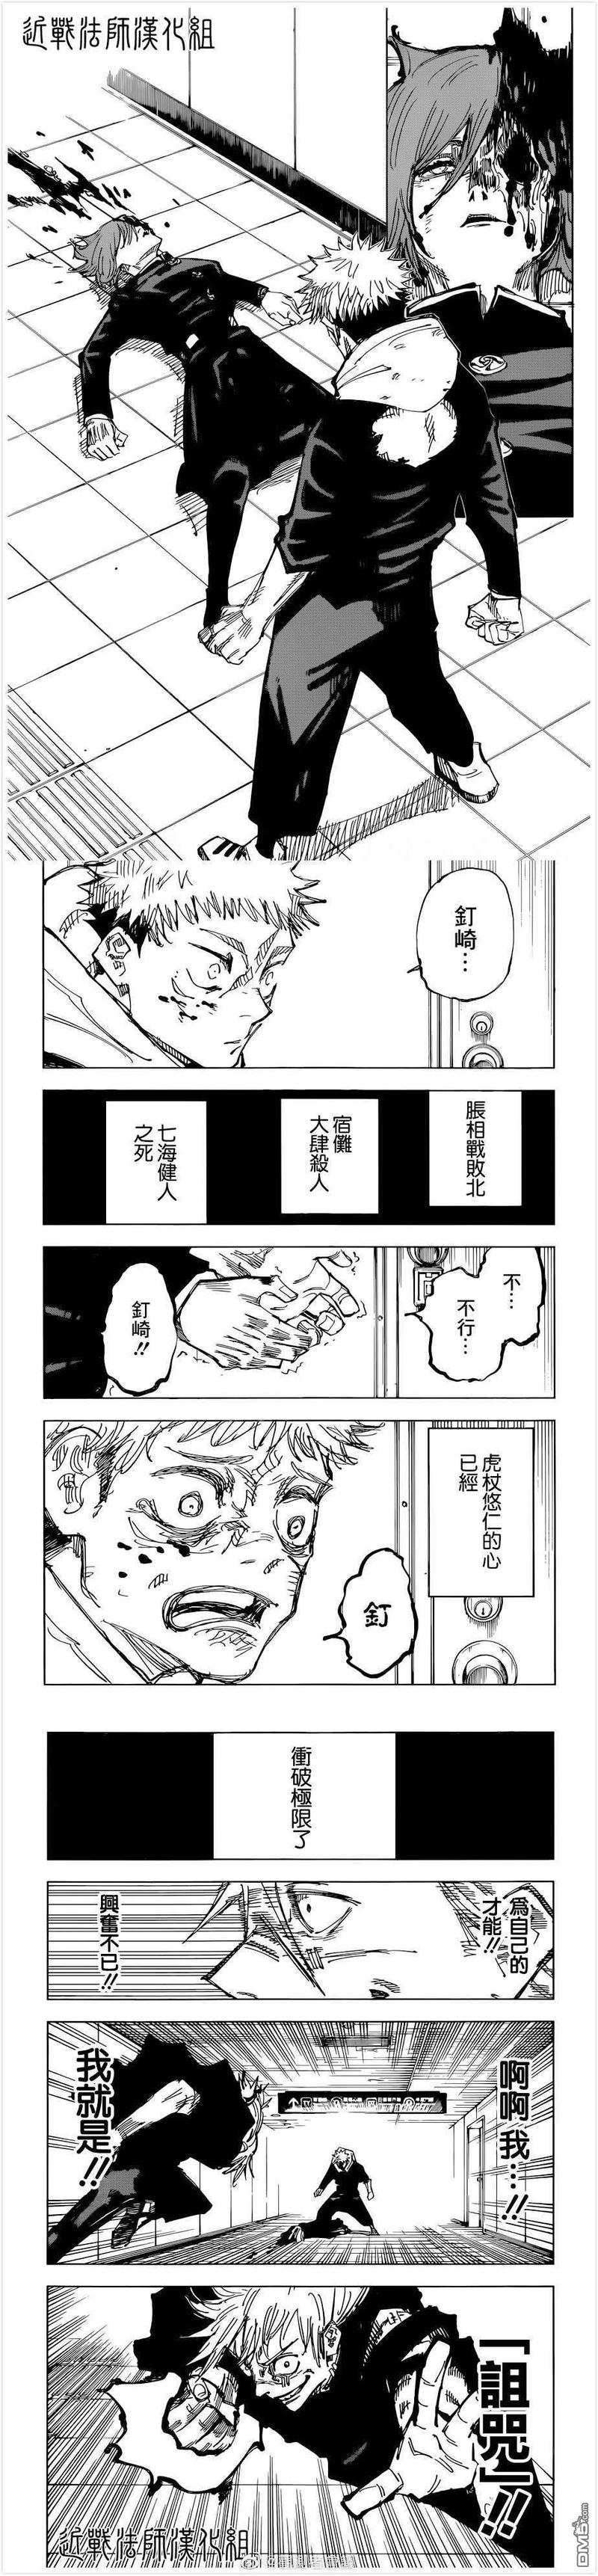 近戰法師漢化組
釘崎…
脹相戰敗北
宿儺
大肆殺人
七海健人
之死
不…
不行…
釘崎!!
虎杖悠仁的心
已經
釘
衝破極限了
為自己的
才能!!
興奮不已!!
啊啊我…!!
我就是!!
「詛咒」!!
近戰法師漢化組